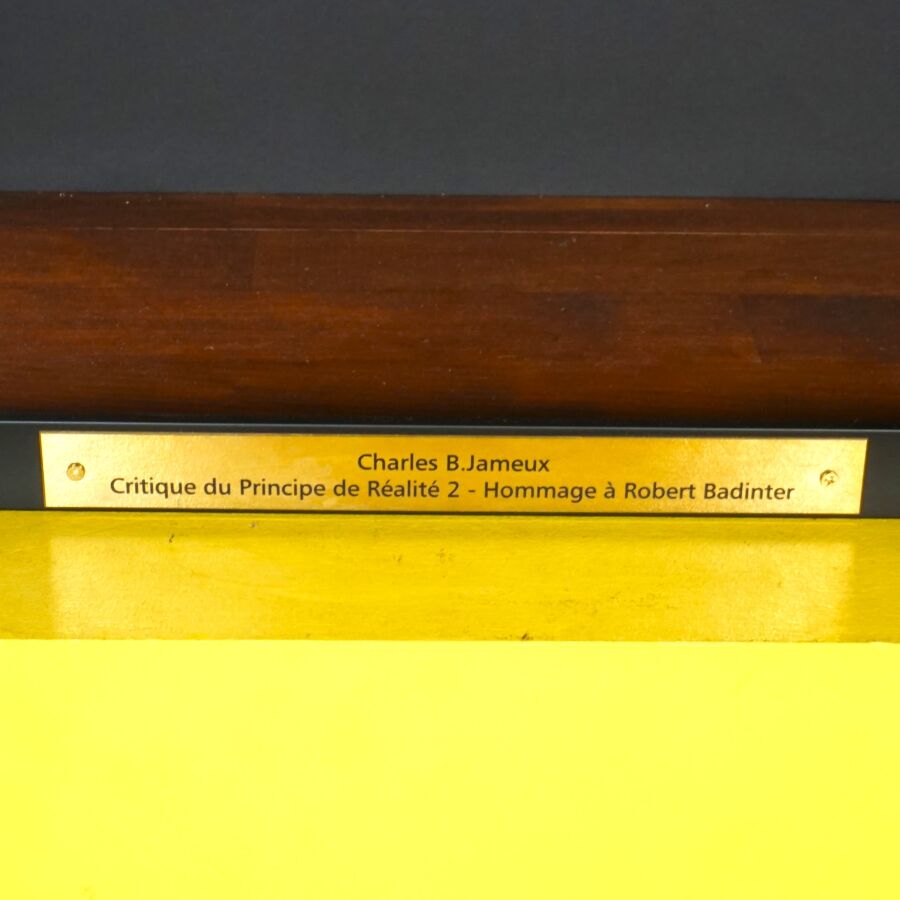 Charles B.Jameux
Critique du Principe de Réalité 2 - Hommage à Robert Badinter